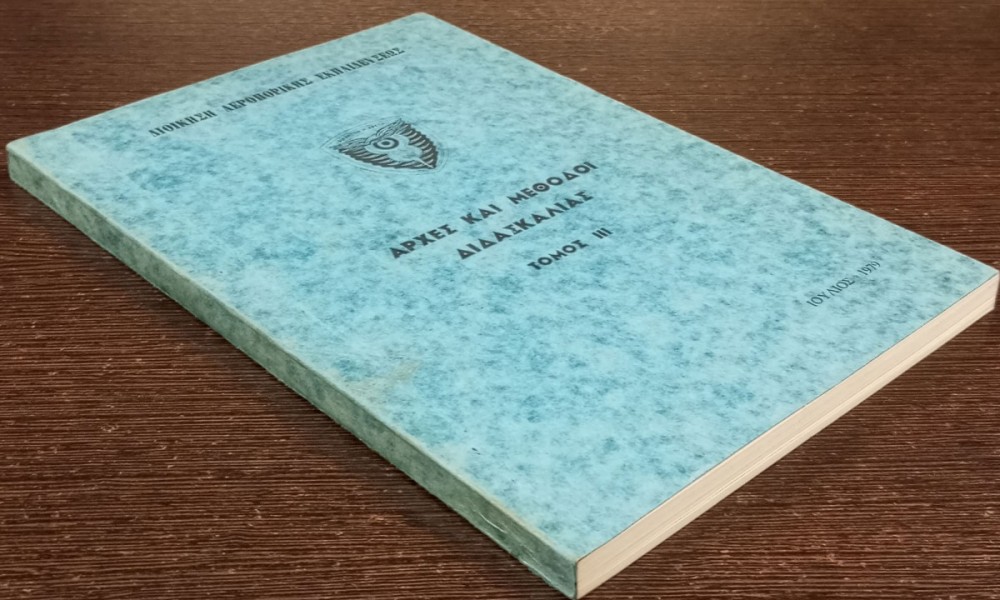 ΔΙΟΙΚΗΣΗ ΑΕΡΟΠΟΡΙΚΗΣ ΕΚΠΑΙΔΕΥΣΕΩΣ
ΑΡΧΕΣ ΚΑΙ ΜΕΘΟΔΟΙ
ΔΙΔΑΣΚΑΛΙΑΣ
ΤΟΜΟΣ ΙΙΙ
ΙΟΥΛΙΟΣ 1979